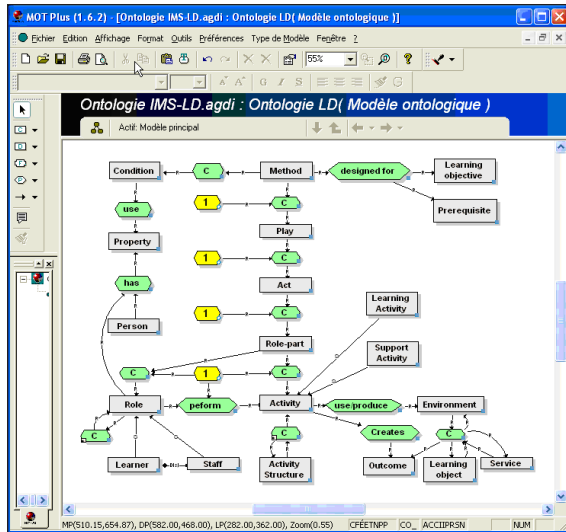 MOT Plus (1.6.2) - [Ontologie IMS-LD.agdi : Ontologie LD( Modèle ontologique )]
Fichier Edition Affichage Format Outils Préférences Type de Modèle Fenêtre ?
55%
G I S
Ontologie IMS-LD.agdi : Ontologie LD( Modèle ontologique )
Actif: Modèle principal
Condition C Method designed for Learning objective
use 1 C Prerequisite
Property Play
1 C
has Act
Learning Activity
1 C
Person Role-part
Support Activity
C 1 C
Role peform Activity use/produce Environment
C C Creates C
Learner Staff Activity Structure Outcome Learning object Service
MP(510.15,654.87), DP(582.00,468.00), LP(282.00,362.00), Zoom(0.55) CFÉETNPP CO_ ACCIIPRSN NUM